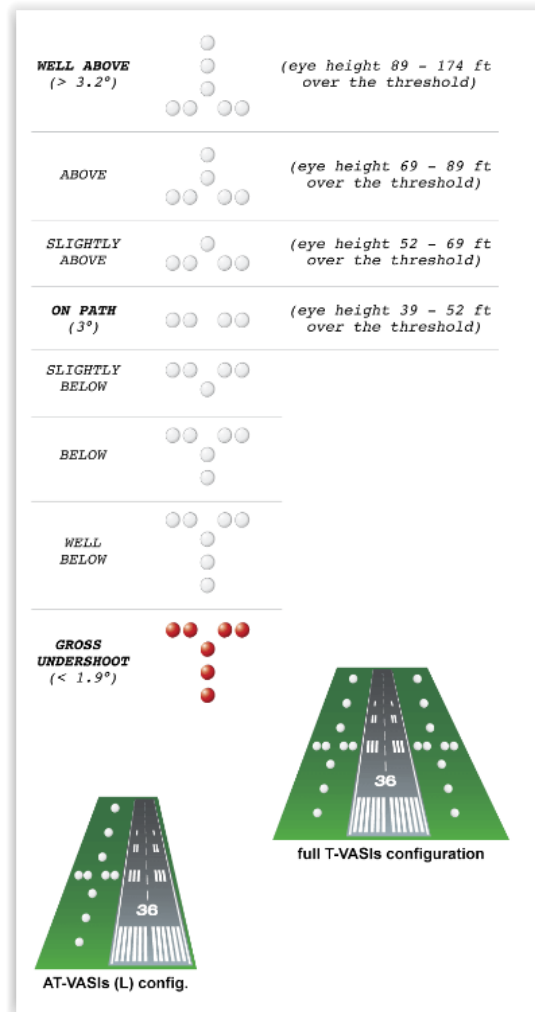 WELL ABOVE
(> 3.2°)
(eye height 89 – 174 ft
over the threshold)
ABOVE
(eye height 69 – 89 ft
over the threshold)
SLIGHTLY
ABOVE
(eye height 52 – 69 ft
over the threshold)
ON PATH
(3°)
(eye height 39 – 52 ft
over the threshold)
SLIGHTLY
BELOW
BELOW
WELL
BELOW
GROSS
UNDERSHOOT
(< 1.9°)
36
full T-VASIs configuration
36
AT-VASIs (L) config.